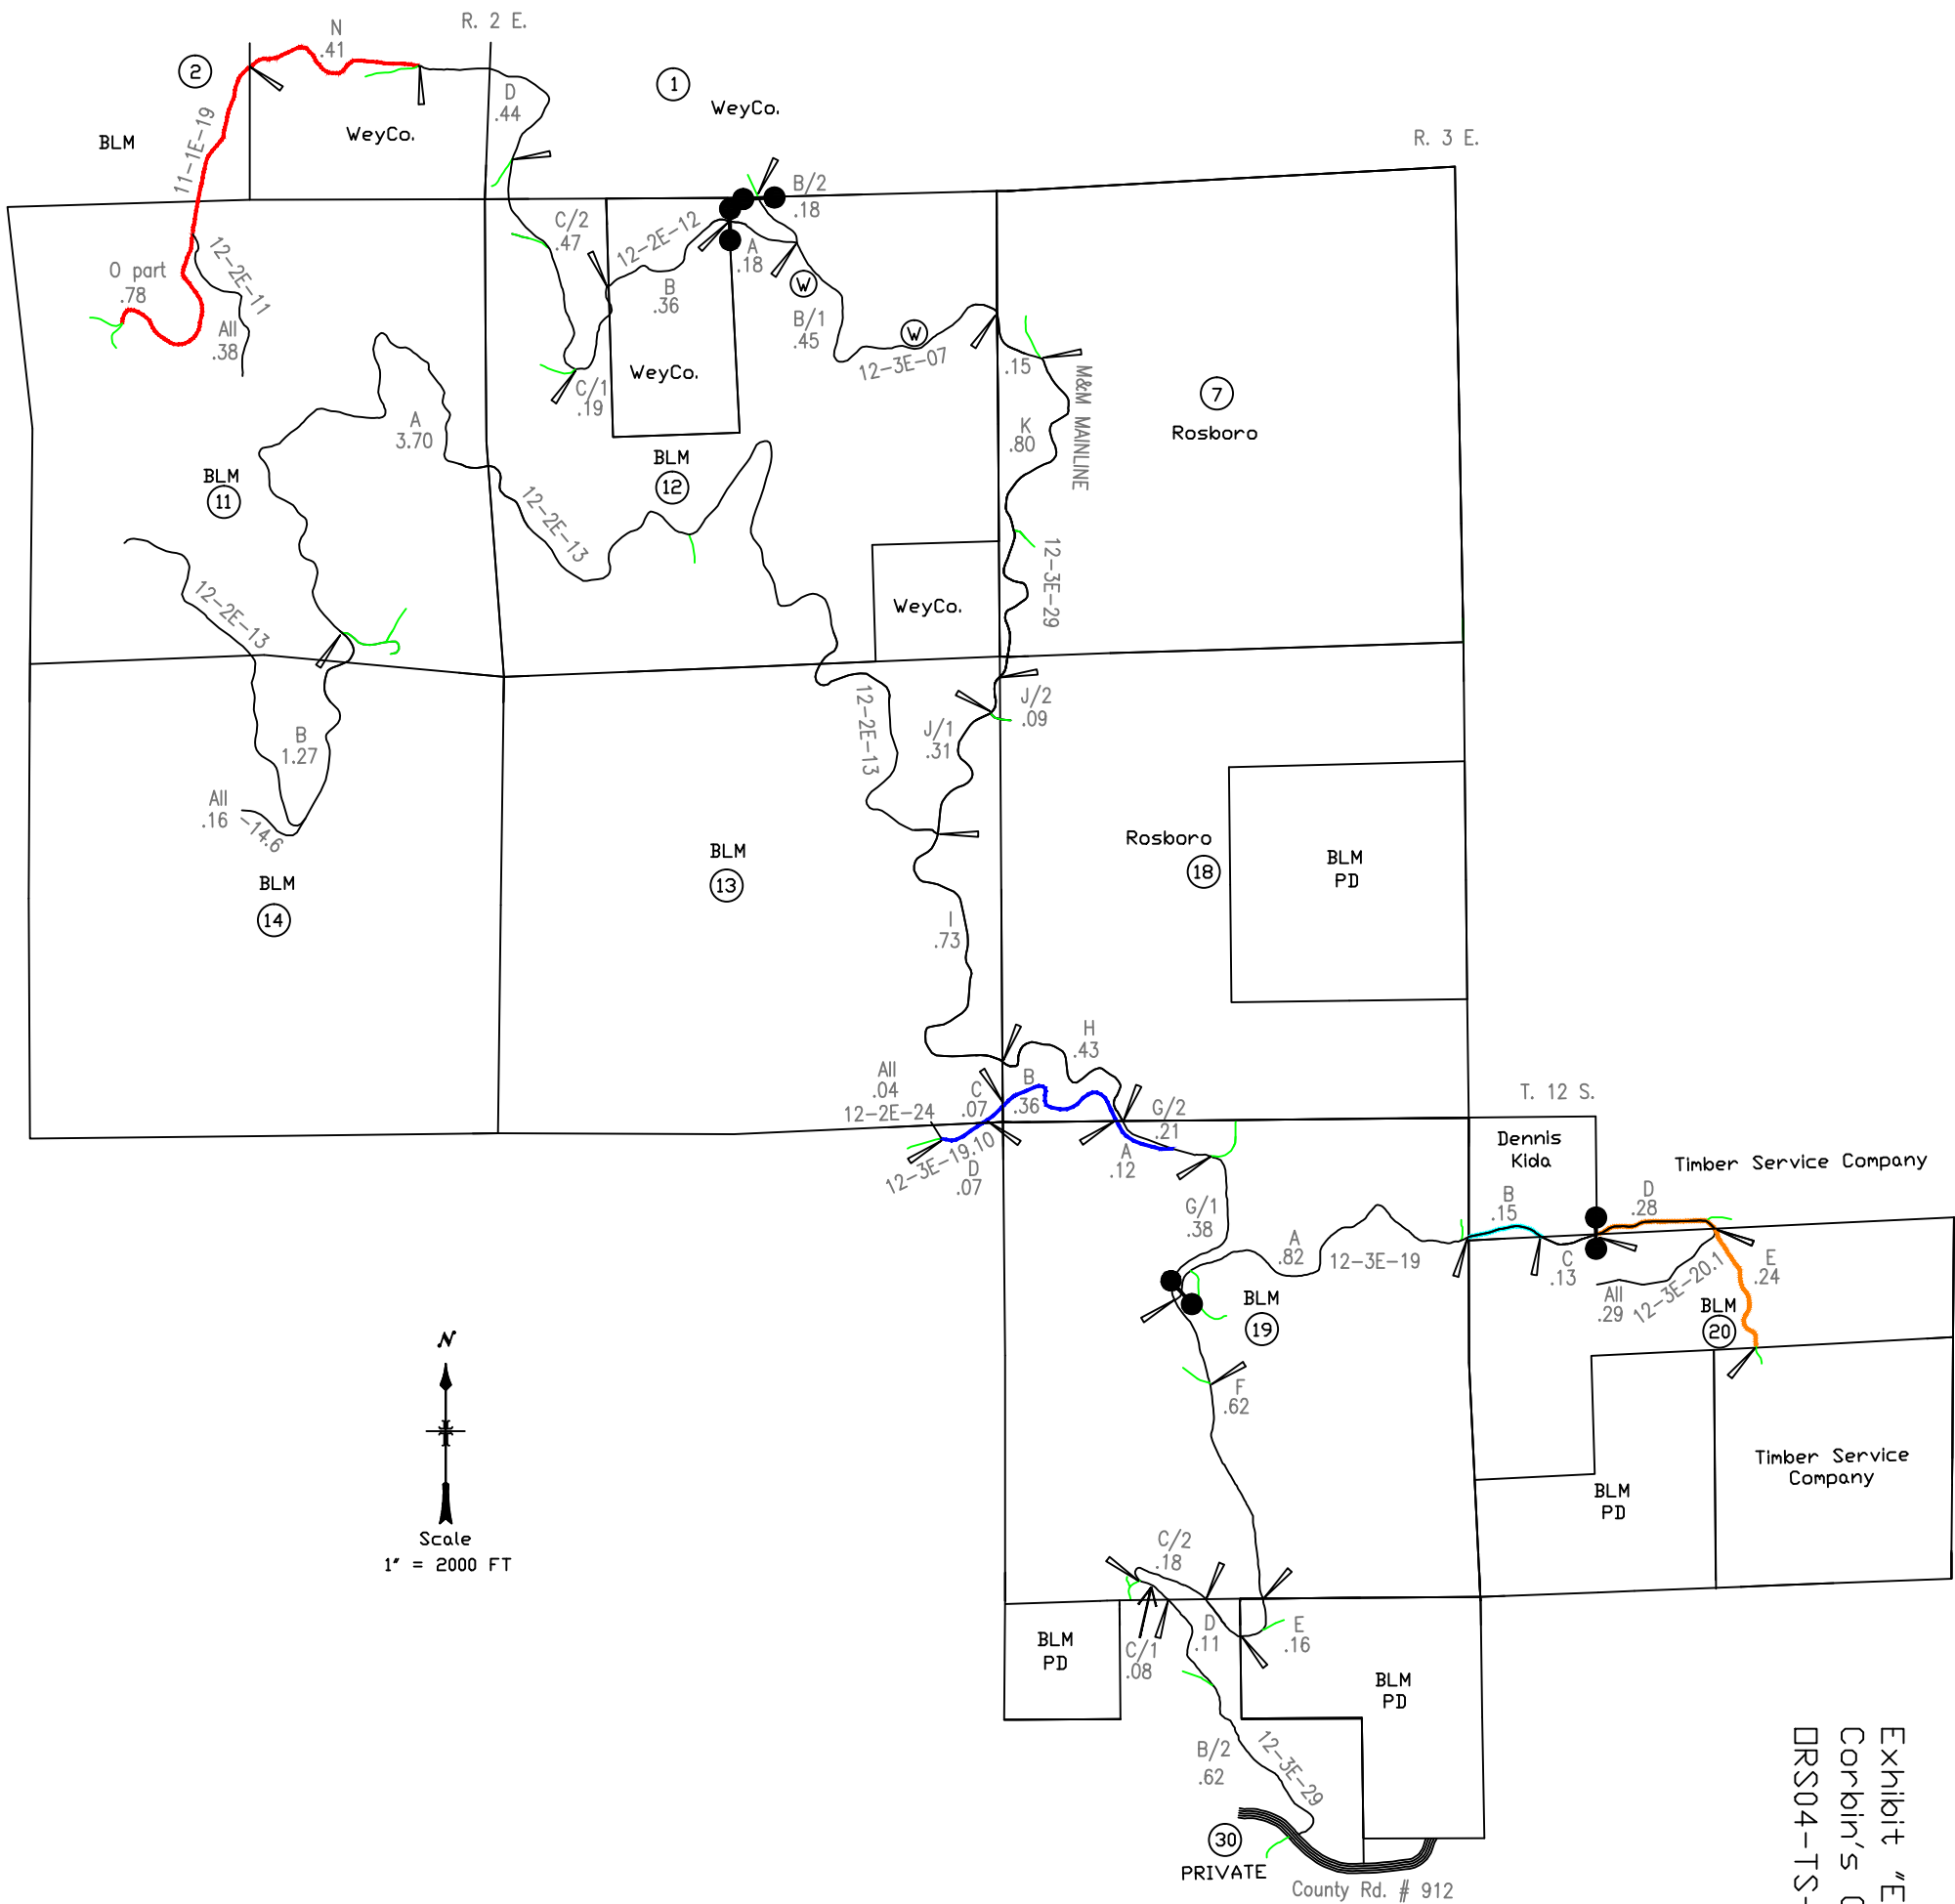 R. 2 E.
N
.41
2
1
WeyCo.
D
.44
BLM
WeyCo.
R. 3 E.
11-1E-19
B/2
.18
C/2
.47
12-2E-12
A
.18
W
O part
.78
12-2E-11
B
.36
B/1
.45
W
All
.38
12-3E-07
.15
M&M MAINLINE
WeyCo.
C/1
.19
7
Rosboro
A
3.70
K
.80
BLM
11
BLM
12
12-2E-13
12-3E-29
12-2E-13
WeyCo.
12-2E-13
J/2
.09
J/1
.31
B
1.27
All
.16
-14.6
Rosboro
18
BLM
PD
BLM
13
BLM
14
I
.73
H
.43
All
.04
12-2E-24
C
.07
B
.36
T. 12 S.
G/2
.21
12-3E-19.10
D
.07
A
.12
Dennis
Kida
Timber Service Company
B
.15
D
.28
G/1
.38
A
.82
12-3E-19
C
.13
E
.24
All
.29
12-3E-20.1
BLM
19
BLM
20
N
F
.62
Timber Service
Company
BLM
PD
Scale
1" = 2000 FT
C/2
.18
D
.11
E
.16
C/1
.08
BLM
PD
BLM
PD
B/2
.62
12-3E-29
30
PRIVATE
County Rd. # 912
Exhibit "E
Corbin's
ORS04-TS-